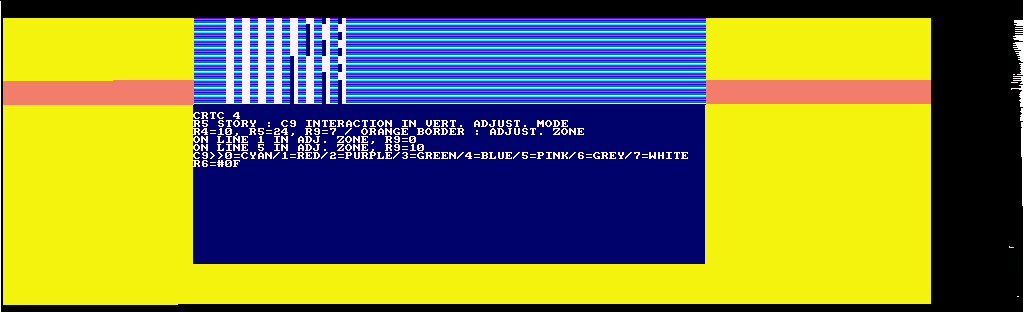 CRTC 4
R5 STORY : C9 INTERACTION IN VERT. ADJUST. MODE
R4=10, R5=24, R9=7 / ORANGE BORDER : ADJUST. ZONE
ON LINE 1 IN ADJ. ZONE, R9=0
ON LINE 5 IN ADJ. ZONE, R9=10
C9>>0=CYAN/1=RED/2=PURPLE/3=GREEN/4=BLUE/5=PINK/6=GREY/7=WHITE
R6=#0F